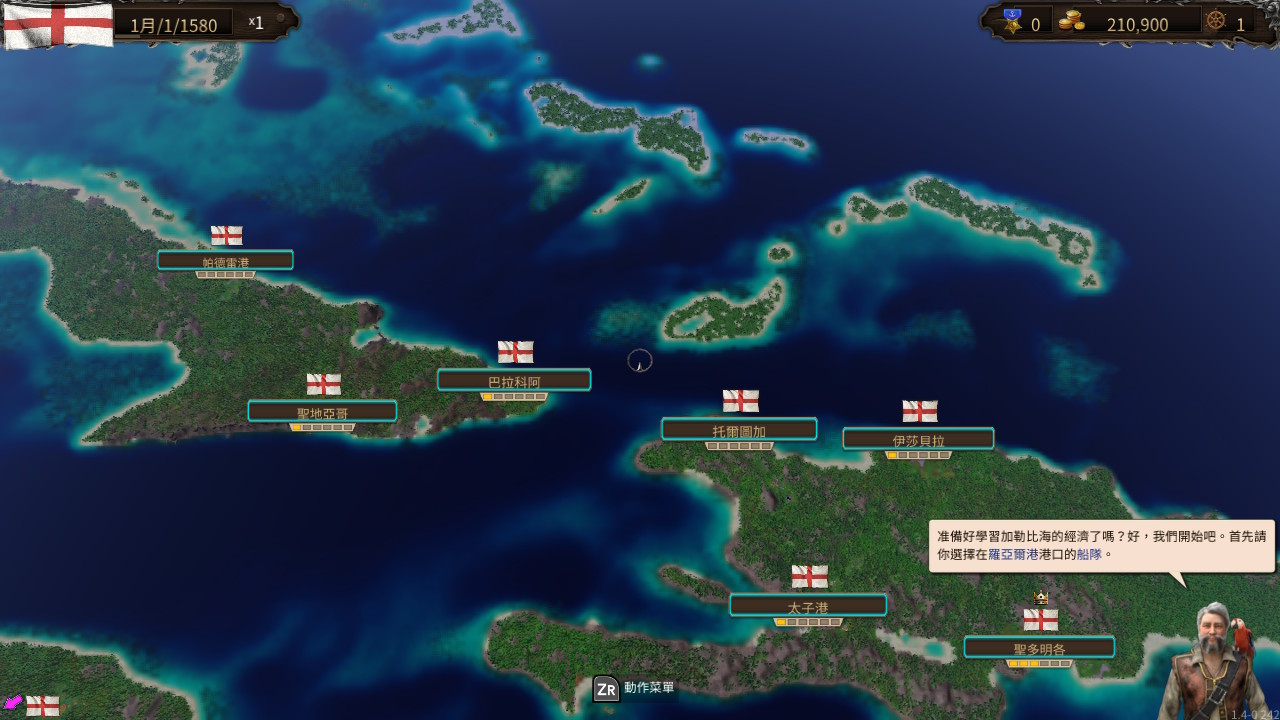 1月/1/1580
x1
0
210,900
1
帕德雷港
巴拉科阿
聖地亞哥
托爾圖加
伊莎貝拉
准備好學習加勒比海的經濟了嗎？好，我們開始吧。首先請
你選擇在羅亞爾港港口的船隊。
太子港
聖多明各
ZR 動作菜單
1.4-0.242